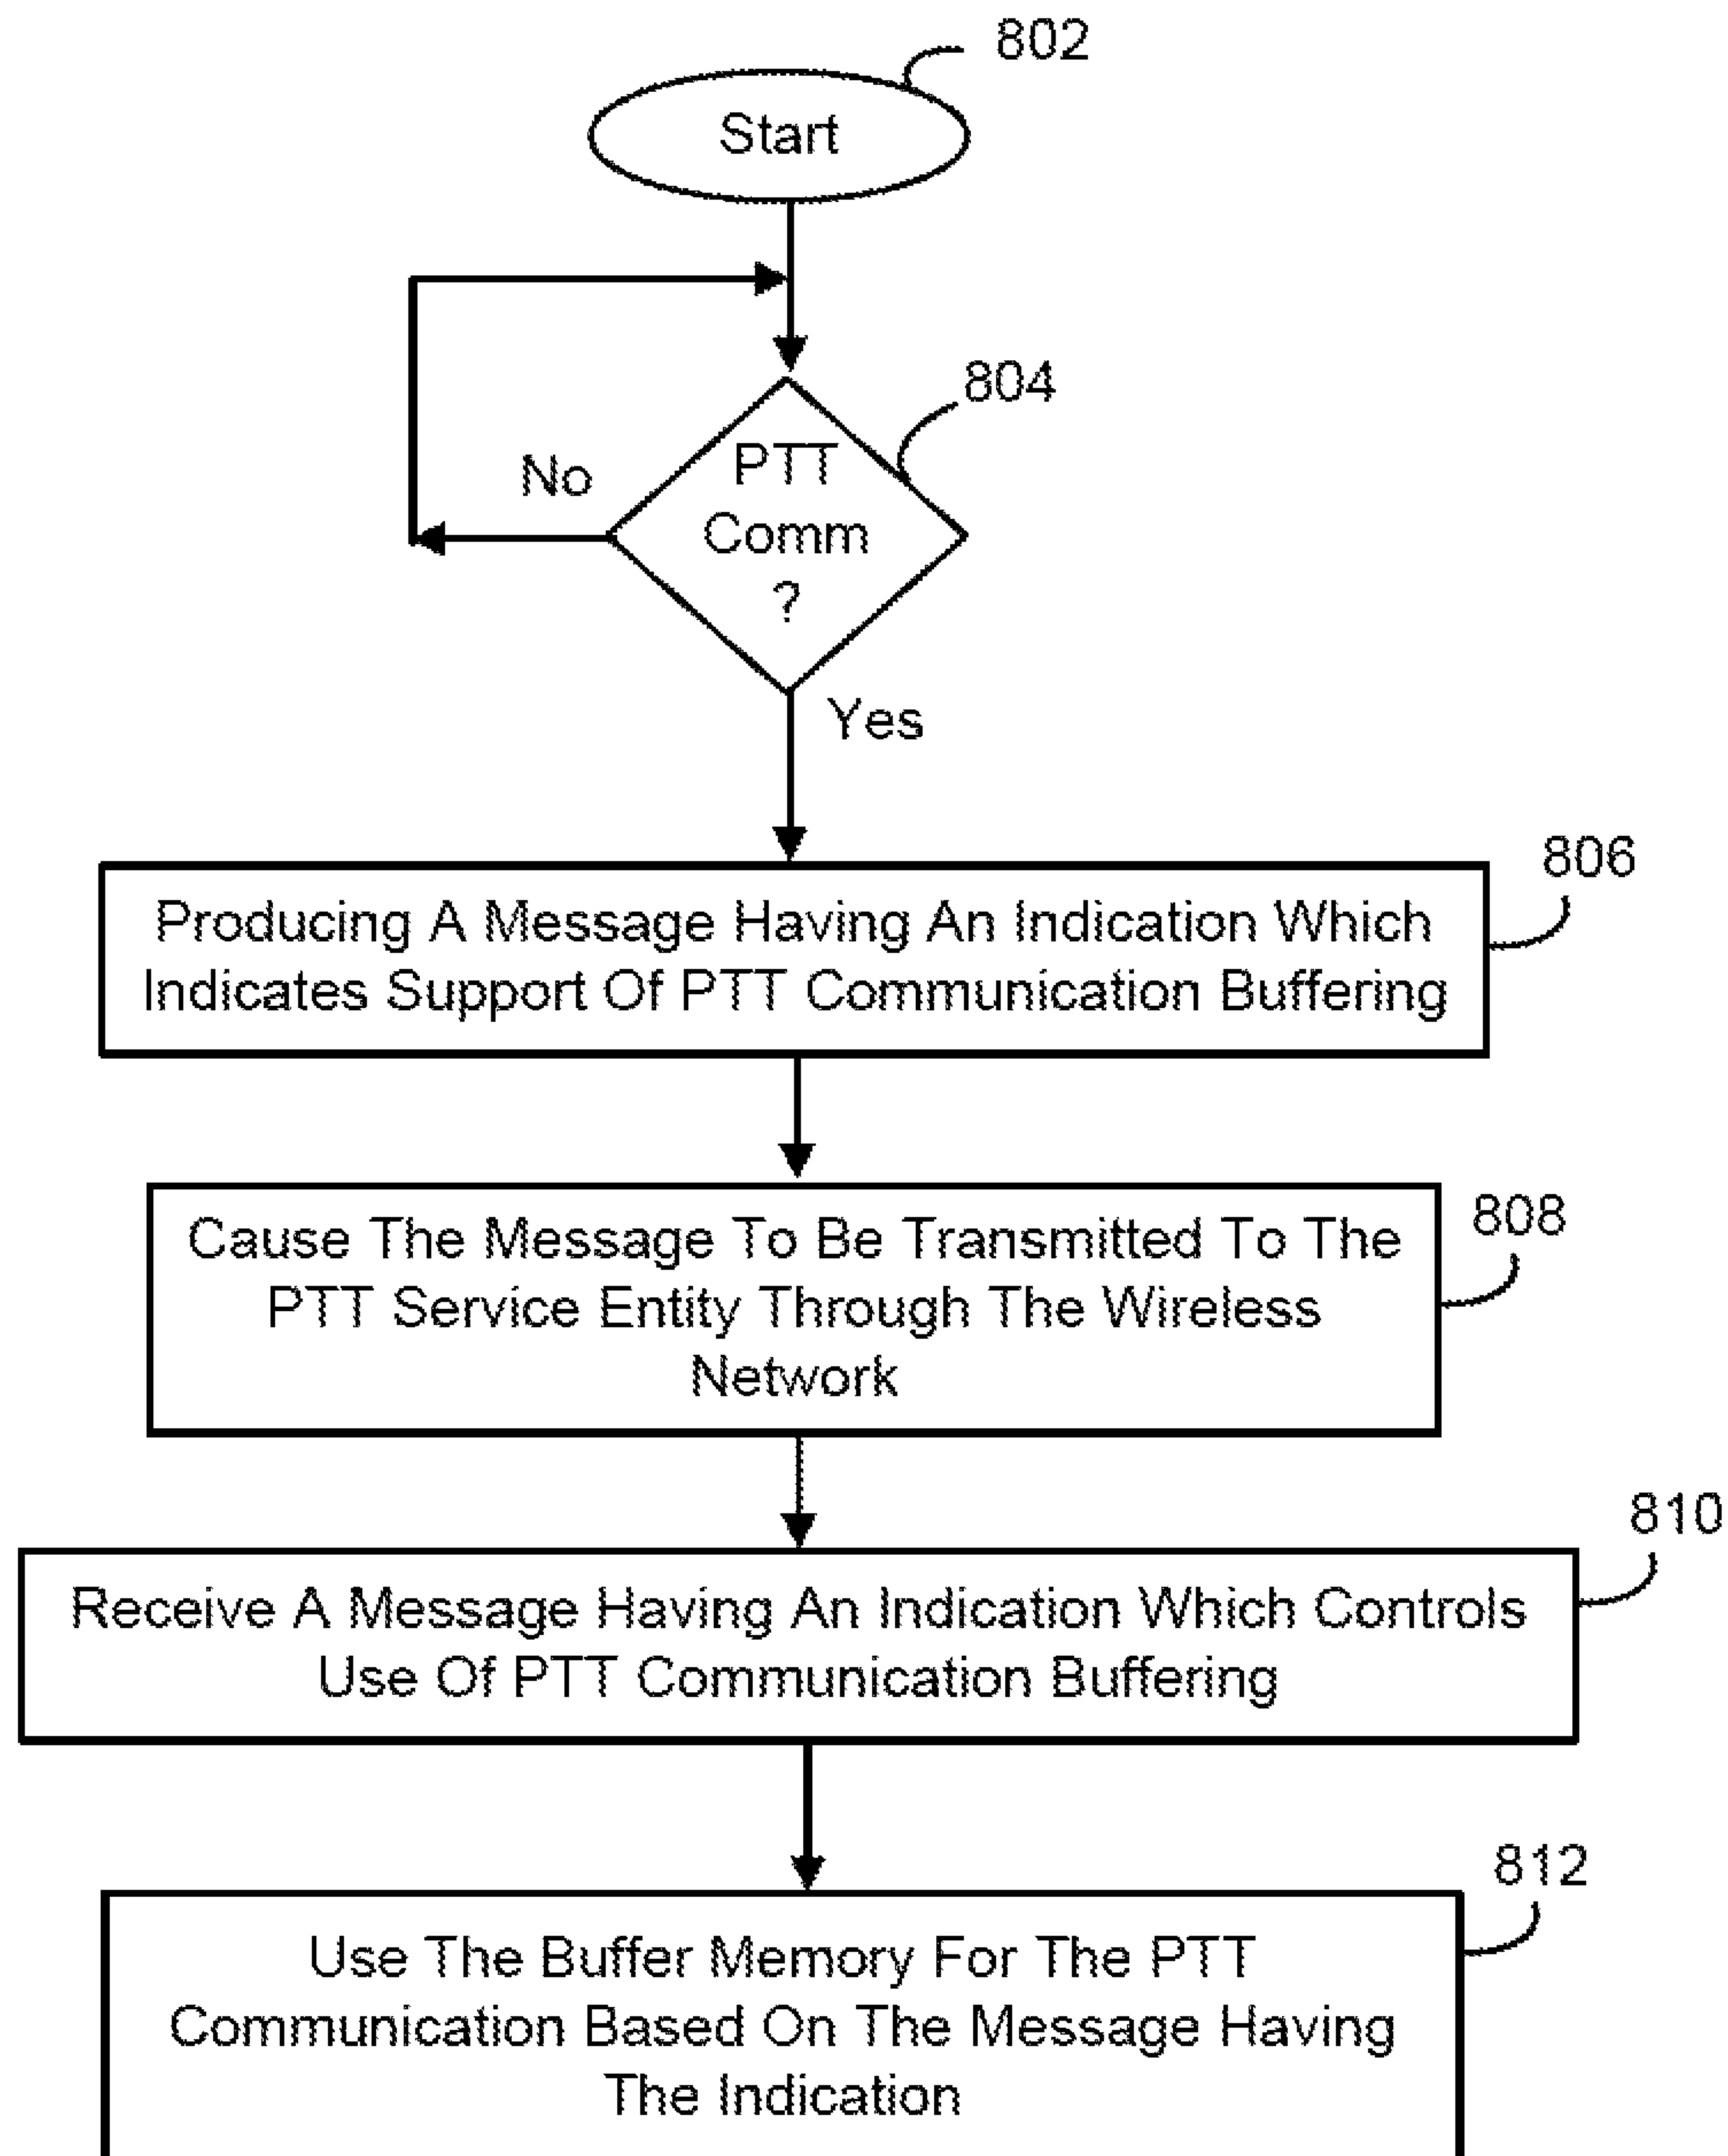 802
Start
804
No
PTT
Comm
?
Yes
806
Producing A Message Having An Indication Which
Indicates Support Of PTT Communication Buffering
808
Cause The Message To Be Transmitted To The
PTT Service Entity Through The Wireless
Network
810
Receive A Message Having An Indication Which Controls
Use Of PTT Communication Buffering
812
Use The Buffer Memory For The PTT
Communication Based On The Message Having
The Indication